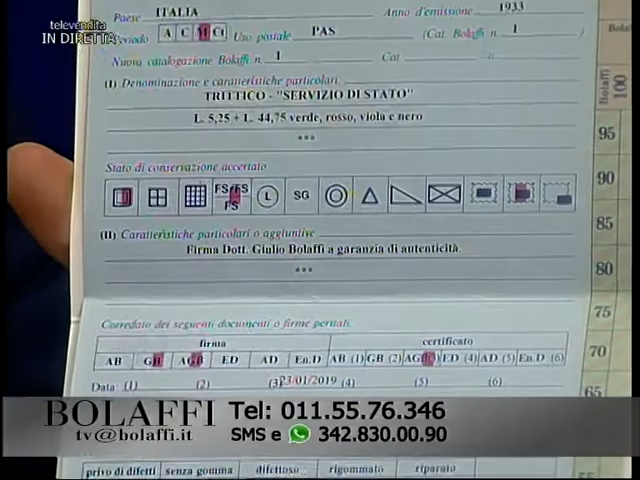 televendita
IN DIRETTA
Paese ITALIA Anno d'emissione 1933
Periodo A C M Ct Uso postale PAS (Cat. Bolaffi n. 1 )
Nuova catalogazione Bolaffi n. 1 Cat n.
(I) Denominazione e caratteristiche particolari.
TRITTICO - "SERVIZIO DI STATO"
L. 5,25 + L. 44,75 verde, rosso, viola e nero
***
Stato di conservazione accertato
FS FS FS L SG
(II) Caratteristiche particolari o aggiuntive
Firma Dott. Giulio Bolaffi a garanzia di autenticità.
***
Corredato dei seguenti documenti o firme peritali.
firma certificato
AB GB AGB ED AD En.D AB (1) GB (2) AGB ED (4) AD (5) En.D (6)
Data: (1) (2) (3) 23/01/2019 (4) (5) (6)
BOLAFFI
tv@bolaffi.it
Tel: 011.55.76.346
SMS e 342.830.00.90
privo di difetti senza gomma difettoso rigommato riparato
Bolaffi
Bolaffi 100
95
90
85
80
75
70
65